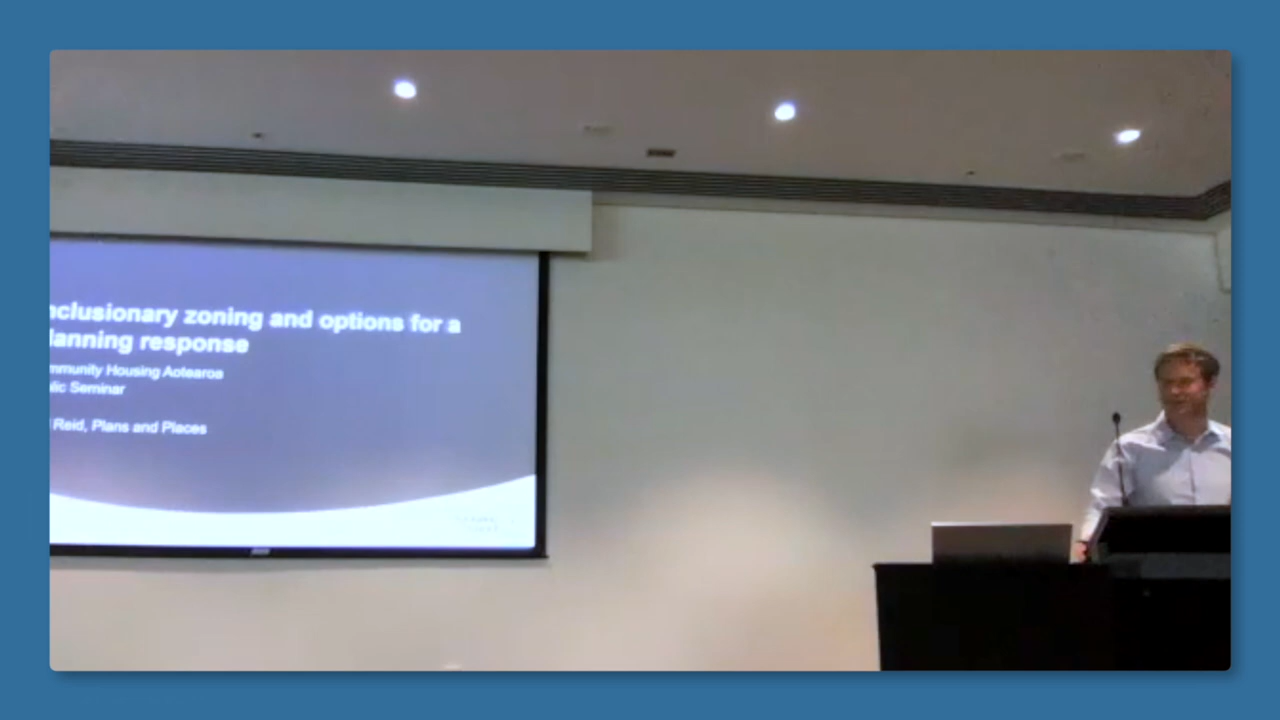 nclusionary zoning and options for a
lanning response
mmunity Housing Aotearoa
lic Seminar
Reid, Plans and Places